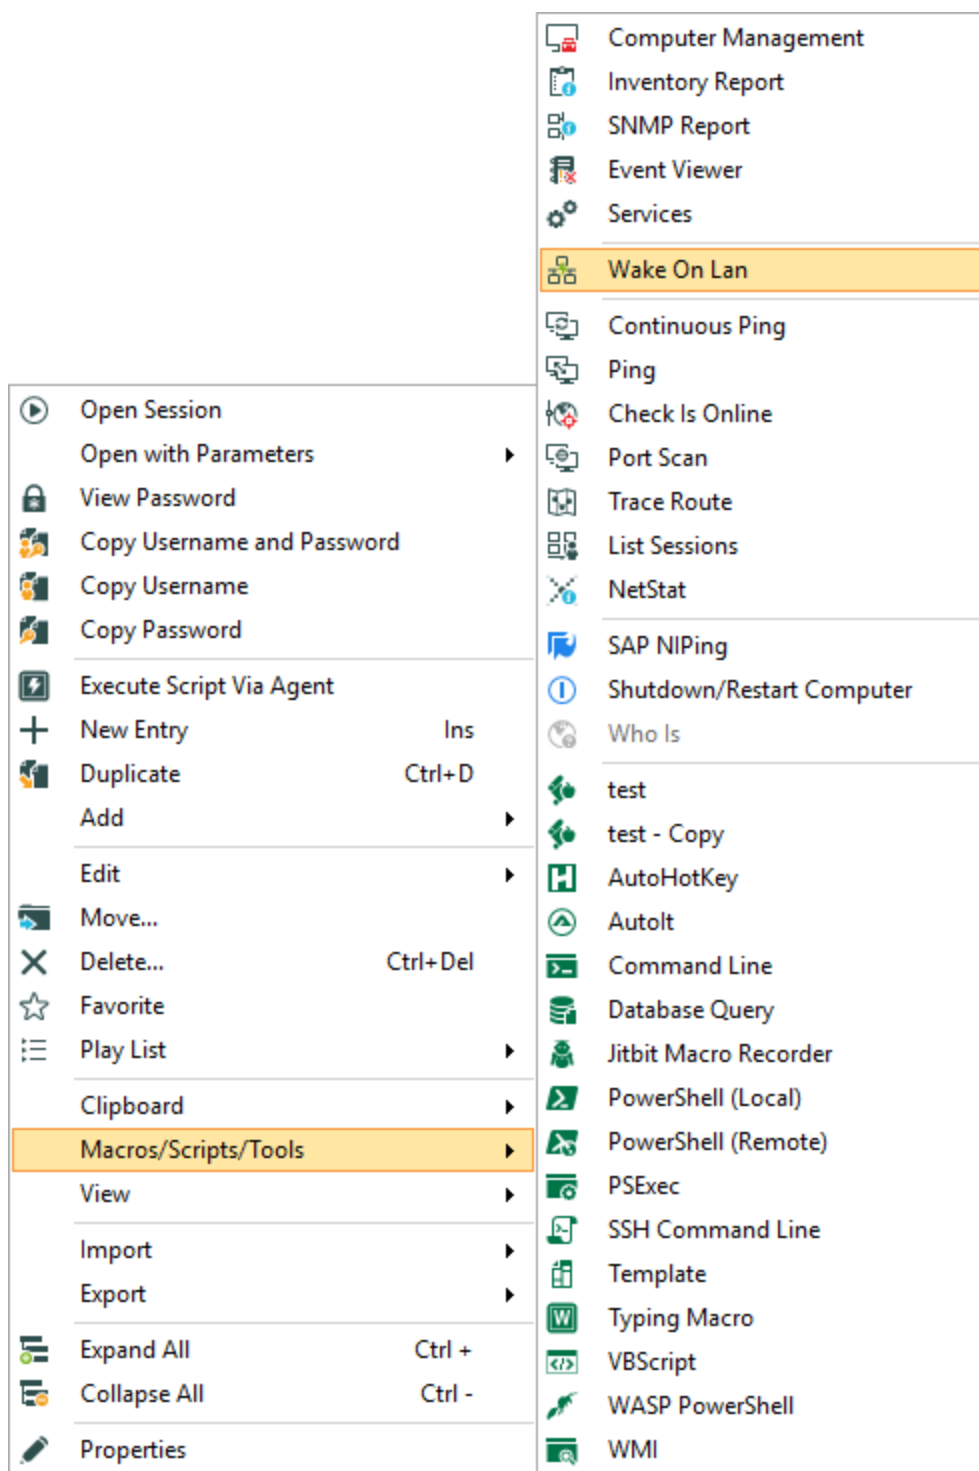 Computer Management
Inventory Report
SNMP Report
Event Viewer
Services
Wake On Lan
Continuous Ping
Ping
Check Is Online
Port Scan
Trace Route
List Sessions
NetStat
SAP NIPing
Shutdown/Restart Computer
Who Is
test
test - Copy
AutoHotKey
AutoIt
Command Line
Database Query
Jitbit Macro Recorder
PowerShell (Local)
PowerShell (Remote)
PSExec
SSH Command Line
Template
Typing Macro
VBScript
WASP PowerShell
WMI
Open Session
Open with Parameters
View Password
Copy Username and Password
Copy Username
Copy Password
Execute Script Via Agent
New Entry Ins
Duplicate Ctrl+D
Add
Edit
Move...
Delete... Ctrl+Del
Favorite
Play List
Clipboard
Macros/Scripts/Tools
View
Import
Export
Expand All Ctrl +
Collapse All Ctrl -
Properties